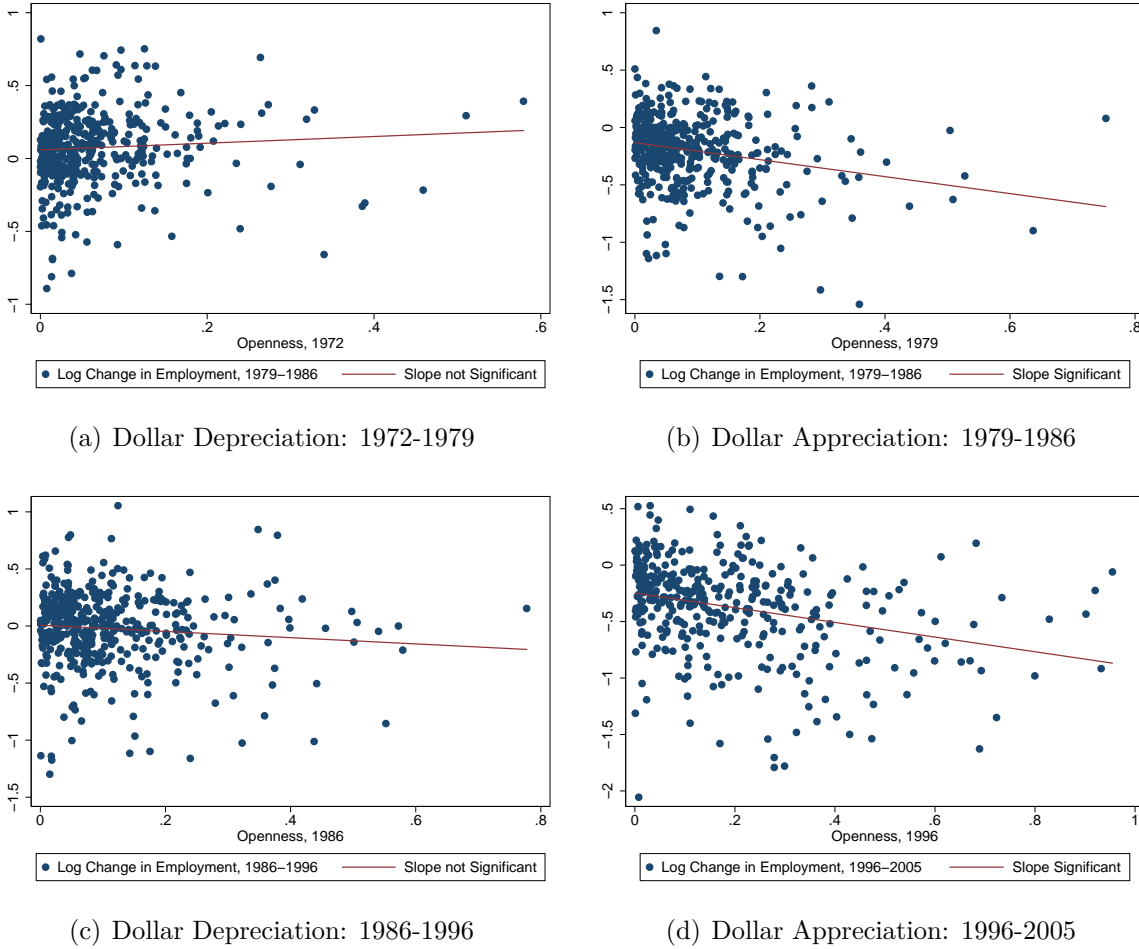 1
.5
0
−.5
−1
0
.2
.4
.6
Openness, 1972
Log Change in Employment, 1979−1986
Slope not Significant
(a) Dollar Depreciation: 1972-1979
1
.5
0
−.5
−1
−1.5
0
.2
.4
.6
.8
Openness, 1979
Log Change in Employment, 1979−1986
Slope Significant
(b) Dollar Appreciation: 1979-1986
1
.5
0
−.5
−1
−1.5
0
.2
.4
.6
.8
Openness, 1986
Log Change in Employment, 1986−1996
Slope not Significant
(c) Dollar Depreciation: 1986-1996
.5
0
−.5
−1
−1.5
−2
0
.2
.4
.6
.8
1
Openness, 1996
Log Change in Employment, 1996−2005
Slope Significant
(d) Dollar Appreciation: 1996-2005